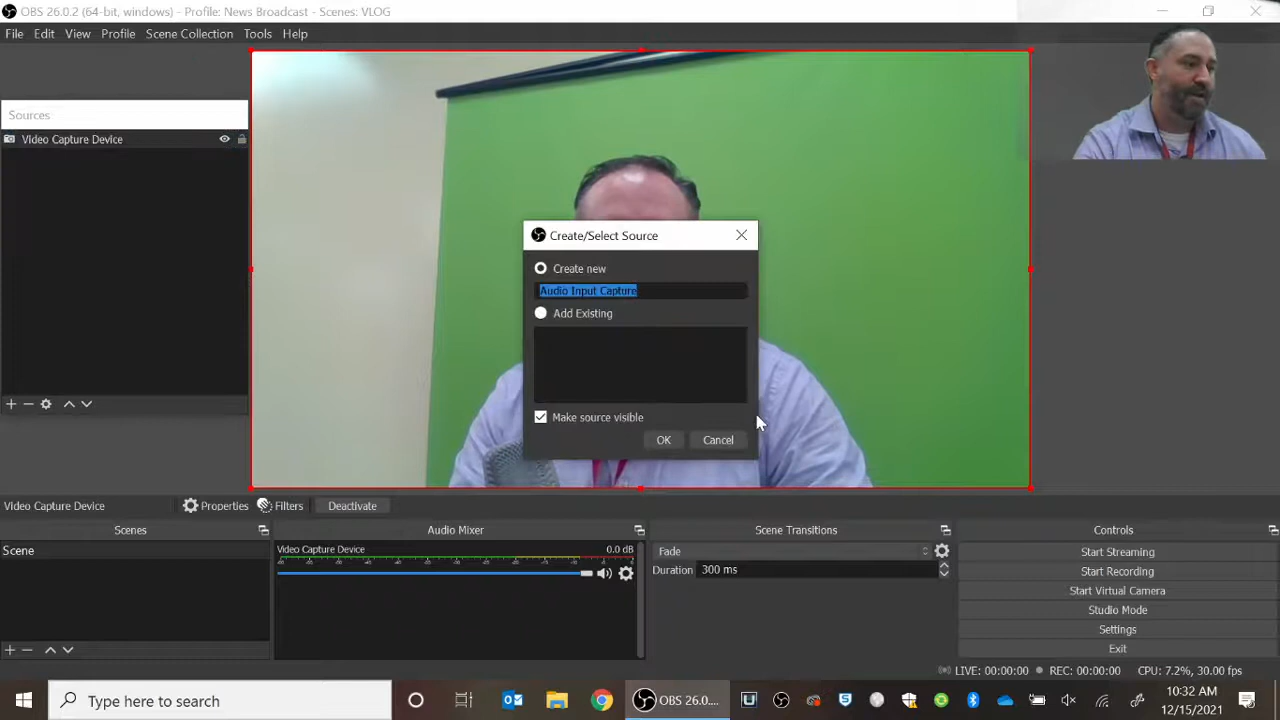 OBS 26.0.2 (64-bit, windows) - Profile: News Broadcast - Scenes: VLOG
File Edit View Profile Scene Collection Tools Help
Sources
Video Capture Device
Create/Select Source
Create new
Audio Input Capture
Add Existing
Make source visible
OK Cancel
Video Capture Device Properties Filters Deactivate
Scenes Audio Mixer Scene Transitions Controls
Scene
Video Capture Device 0.0 dB
Fade
Duration 300 ms
Start Streaming
Start Recording
Start Virtual Camera
Studio Mode
Settings
Exit
LIVE: 00:00:00 REC: 00:00:00 CPU: 7.2%, 30.00 fps
Type here to search
OBS 26.0....
10:32 AM
12/15/2021